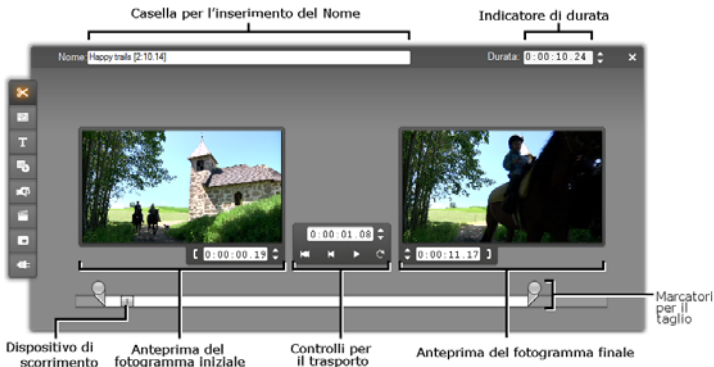 Casella per l'inserimento del Nome
Indicatore di durata
Nome: Happy trails [2:10.14]
Durata: 0:00:10.24
T
0:00:01.08
[ 0:00:00.19
0:00:11.17 ]
Marcatori
per il
taglio
Dispositivo di
scorrimento
Anteprima del
fotogramma iniziale
Controlli per
il trasporto
Anteprima del fotogramma finale